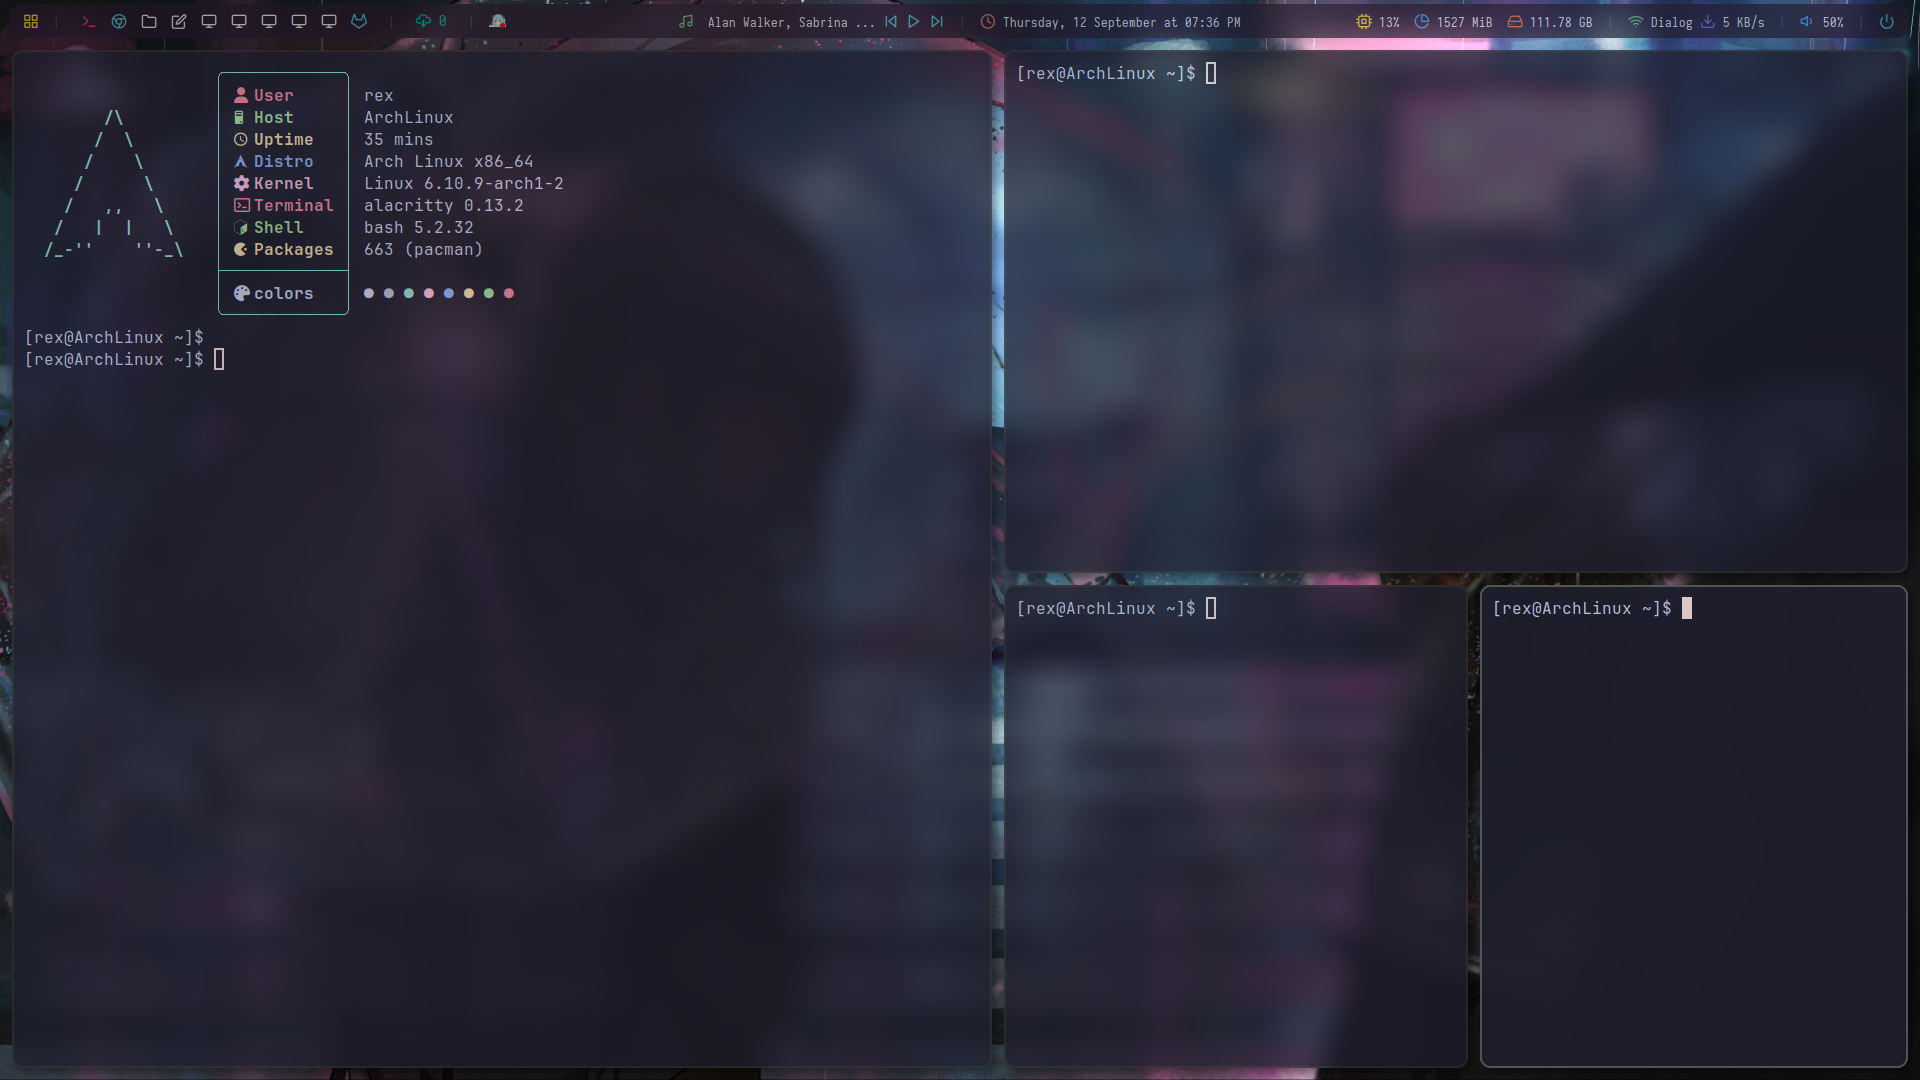 0
Alan Walker, Sabrina ...
Thursday, 12 September at 07:36 PM
13%
1527 MiB
111.78 GB
Dialog
5 KB/s
50%
/\
/  \
/    \
/      \
/   ,,   \
/   |  |   \
/_-''    ''-_\
User rex
Host ArchLinux
Uptime 35 mins
Distro Arch Linux x86_64
Kernel Linux 6.10.9-arch1-2
Terminal alacritty 0.13.2
Shell bash 5.2.32
Packages 663 (pacman)
colors
[rex@ArchLinux ~]$
[rex@ArchLinux ~]$
[rex@ArchLinux ~]$
[rex@ArchLinux ~]$
[rex@ArchLinux ~]$